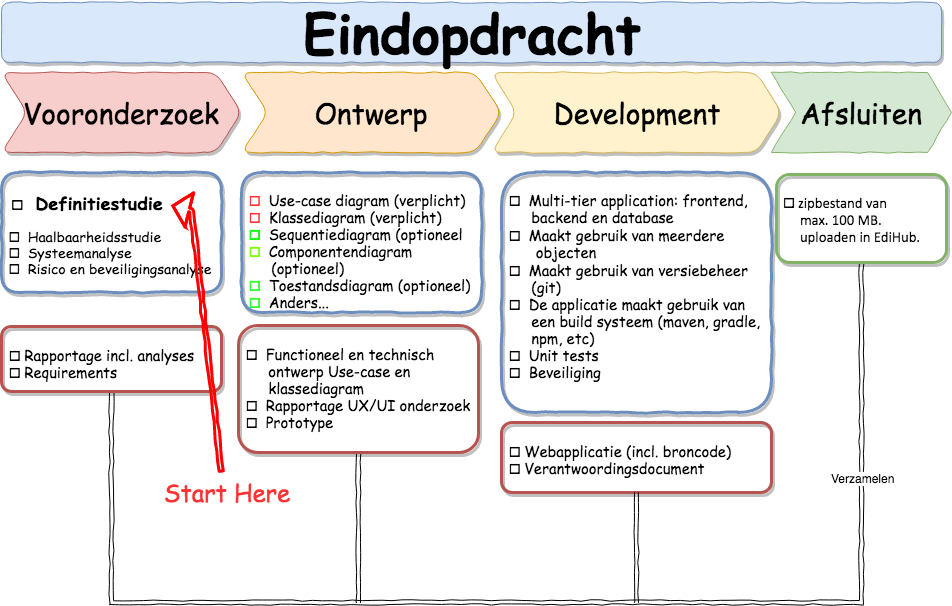 Eindopdracht
Vooronderzoek
Ontwerp
Development
Afsluiten
Definitiestudie
Haalbaarheidsstudie
Systeemanalyse
Risico en beveiligingsanalyse
Rapportage incl. analyses
Requirements
Start Here
Use-case diagram (verplicht)
Klassediagram (verplicht)
Sequentiediagram (optioneel
Componentendiagram
(optioneel)
Toestandsdiagram (optioneel)
Anders...
Functioneel en technisch
ontwerp Use-case en
klassediagram
Rapportage UX/UI onderzoek
Prototype
Multi-tier application: frontend,
backend en database
Maakt gebruik van meerdere
objecten
Maakt gebruik van versiebeheer
(git)
De applicatie maakt gebruik van
een build systeem (maven, gradle,
npm, etc)
Unit tests
Beveiliging
Webapplicatie (incl. broncode)
Verantwoordingsdocument
zipbestand van
max. 100 MB.
uploaden in EdiHub.
Verzamelen